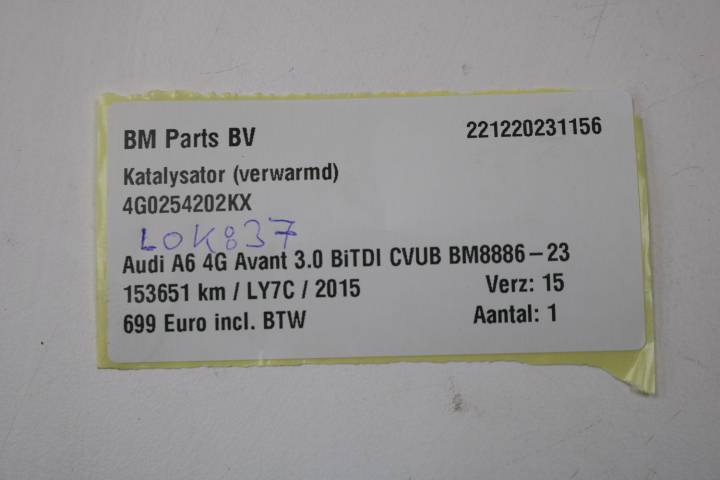 BM Parts BV 221220231156
Katalysator (verwarmd)
4G0254202KX
LOK837
Audi A6 4G Avant 3.0 BiTDI CVUB BM8886-23
153651 km / LY7C / 2015 Verz: 15
699 Euro incl. BTW Aantal: 1